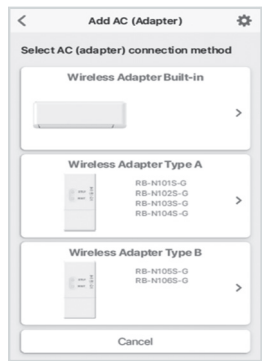 Add AC (Adapter)
Select AC (adapter) connection method
Wireless Adapter Built-in
Wireless Adapter Type A
RB-N101S-G
RB-N102S-G
RB-N103S-G
RB-N104S-G
Wireless Adapter Type B
RB-N105S-G
RB-N106S-G
Cancel